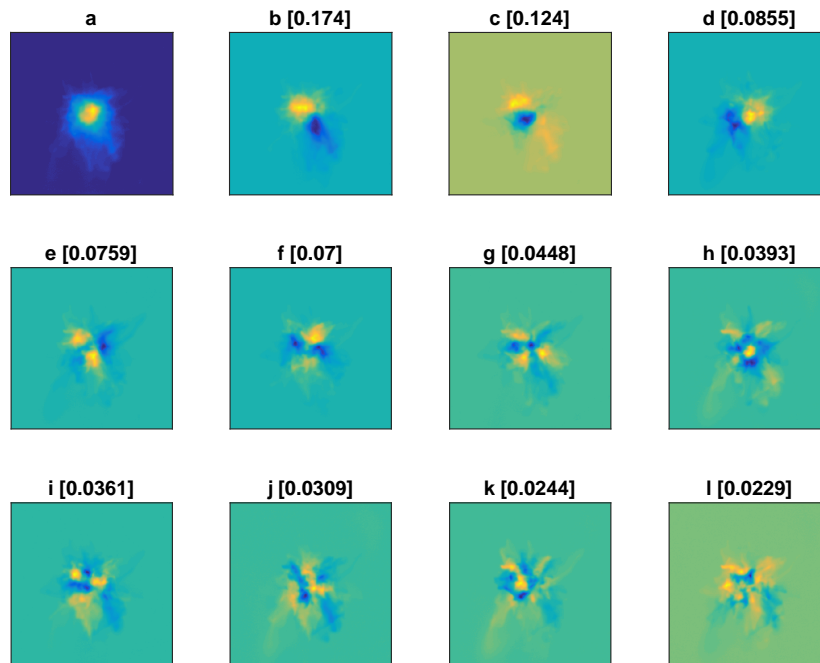 a b [0.174] c [0.124] d [0.0855]
e [0.0759] f [0.07] g [0.0448] h [0.0393]
i [0.0361] j [0.0309] k [0.0244] l [0.0229]